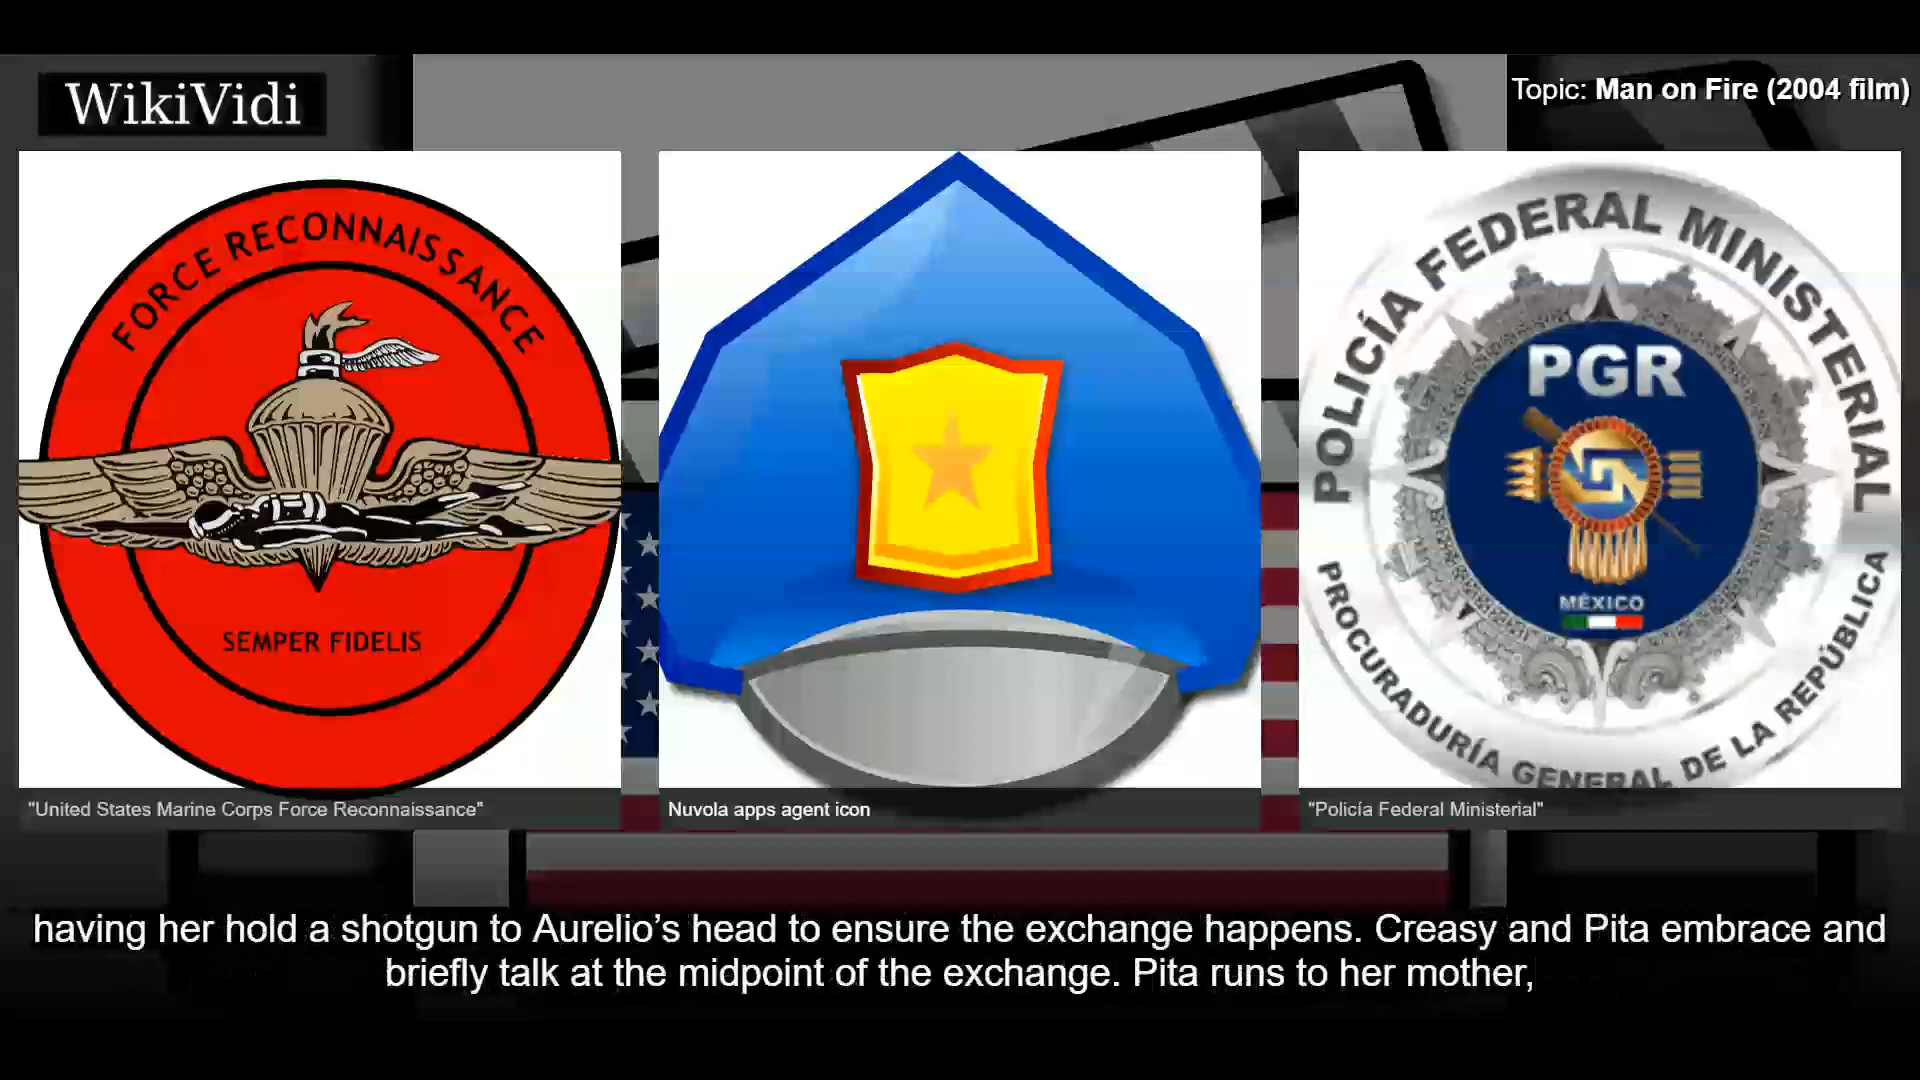 WikiVidi
Topic: Man on Fire (2004 film)
FORCE RECONNAISSANCE
SEMPER FIDELIS
POLICÍA FEDERAL MINISTERIAL
PGR
MÉXICO
PROCURADURÍA GENERAL DE LA REPÚBLICA
"United States Marine Corps Force Reconnaissance"
Nuvola apps agent icon
"Policía Federal Ministerial"
having her hold a shotgun to Aurelio’s head to ensure the exchange happens. Creasy and Pita embrace and
briefly talk at the midpoint of the exchange. Pita runs to her mother,